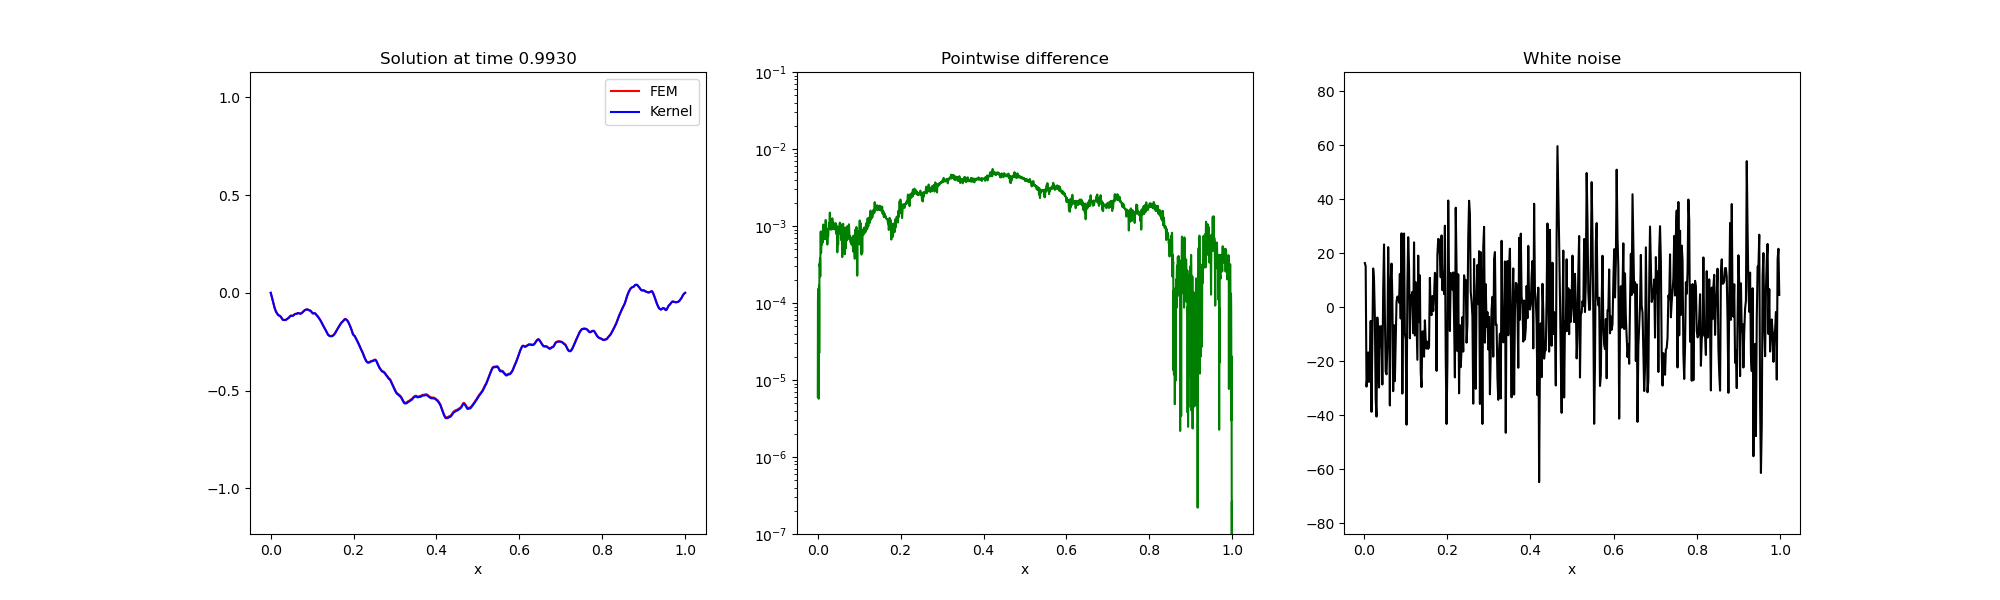 Solution at time 0.9930
1.0
0.5
0.0
−0.5
−1.0
FEM
Kernel
0.0 0.2 0.4 0.6 0.8 1.0
x
Pointwise difference
10⁻¹
10⁻²
10⁻³
10⁻⁴
10⁻⁵
10⁻⁶
10⁻⁷
0.0 0.2 0.4 0.6 0.8 1.0
x
White noise
80
60
40
20
0
−20
−40
−60
−80
0.0 0.2 0.4 0.6 0.8 1.0
x